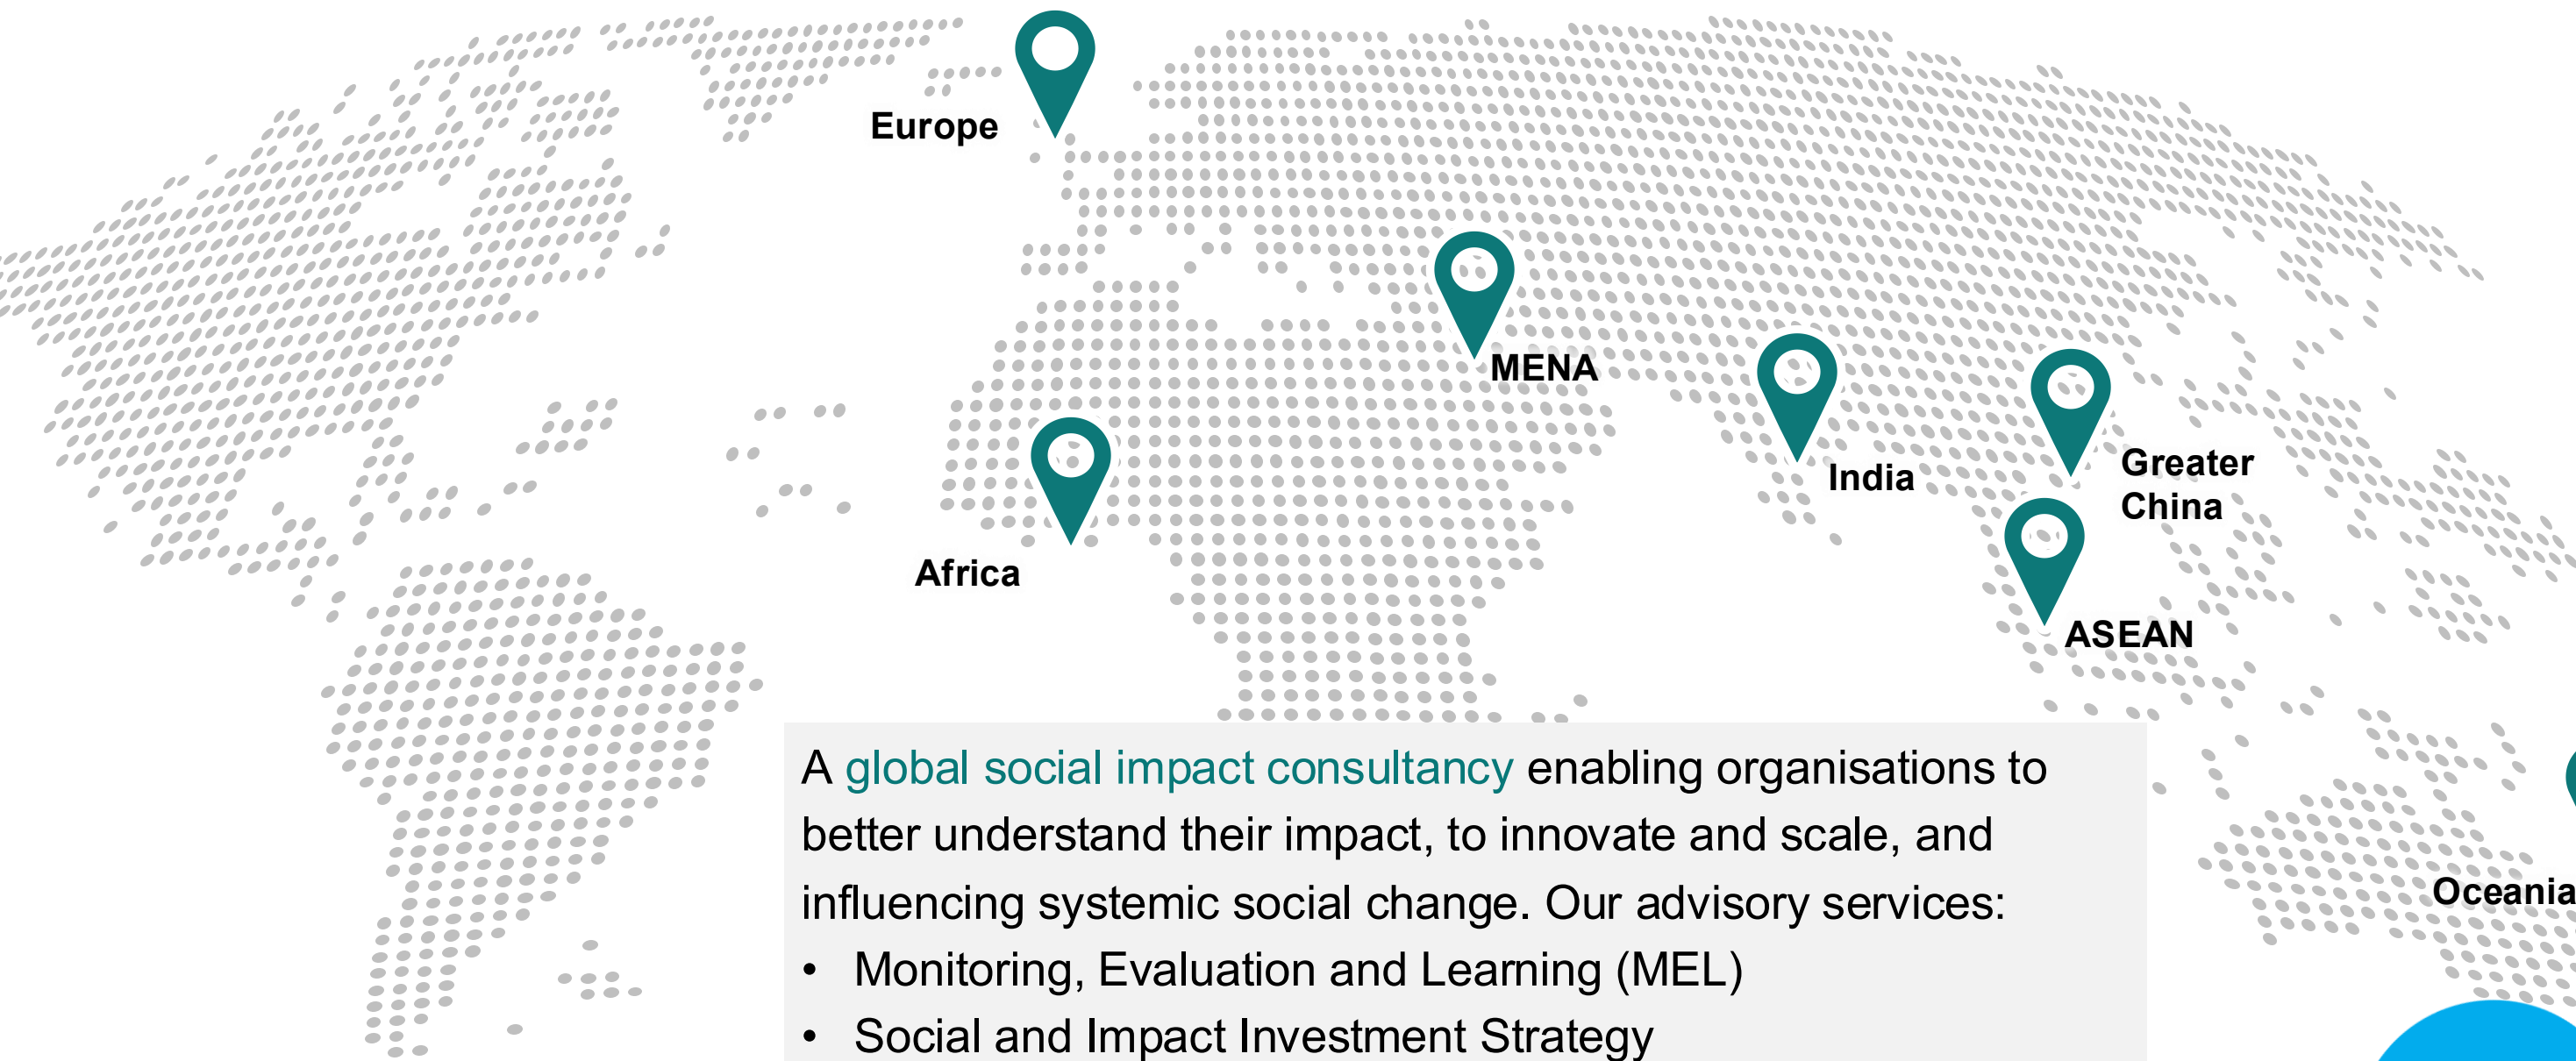 Europe
MENA
India
Greater
China
Africa
ASEAN
A global social impact consultancy enabling organisations to
better understand their impact, to innovate and scale, and
influencing systemic social change. Our advisory services:
• Monitoring, Evaluation and Learning (MEL)
• Social and Impact Investment Strategy
Oceania